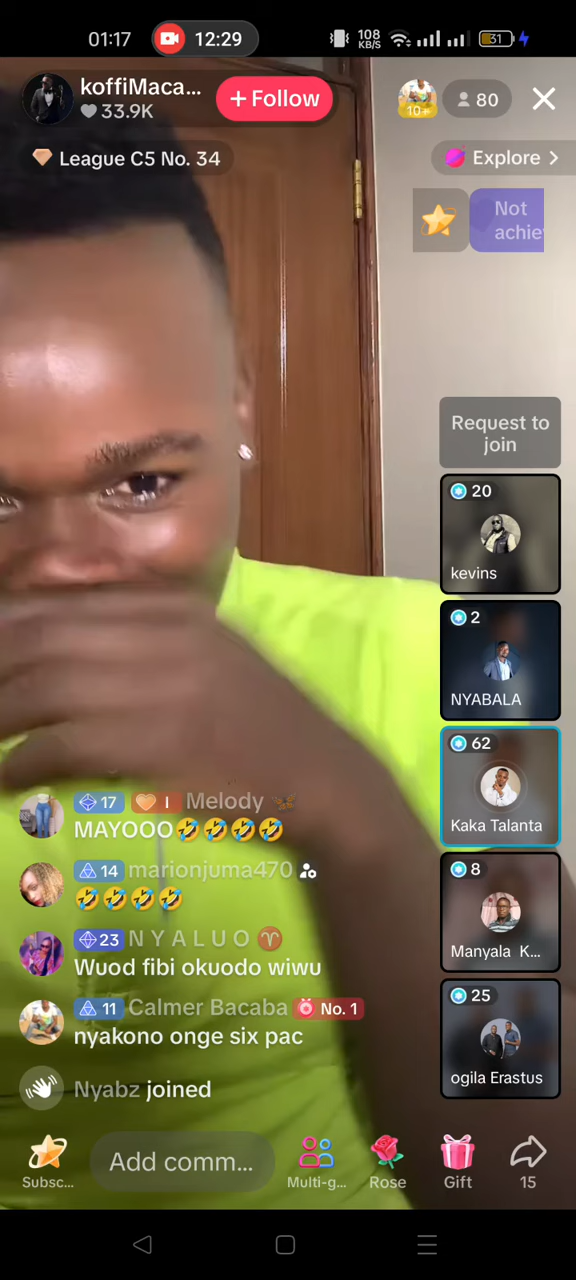 01:17
12:29
108
KB/S
31
koffiMaca...
33.9K
+ Follow
10+
80
League C5 No. 34
Explore >
Not
achie
Request to
join
20
kevins
2
NYABALA
62
Kaka Talanta
8
Manyala K...
25
ogila Erastus
17 I Melody 🦋
MAYOOO🤣🤣🤣🤣
14 marionjuma470
🤣🤣🤣🤣
23 N Y A L U O ♈
Wuod fibi okuodo wiwu
11 Calmer Bacaba No. 1
nyakono onge six pac
Nyabz joined
Subsc...
Add comm...
Multi-g...
Rose
Gift
15